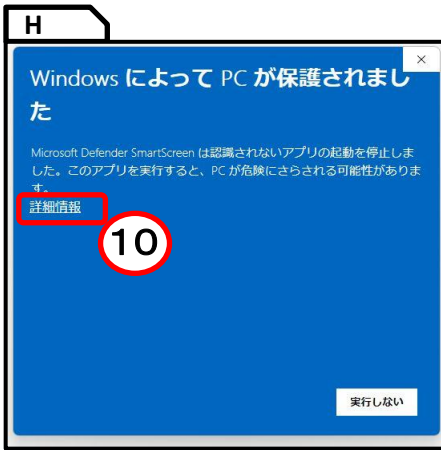 H
×
Windows によって PC が保護されまし
た
Microsoft Defender SmartScreen は認識されないアプリの起動を停止しま
した。このアプリを実行すると、PC が危険にさらされる可能性がありま
す。
詳細情報
10
実行しない